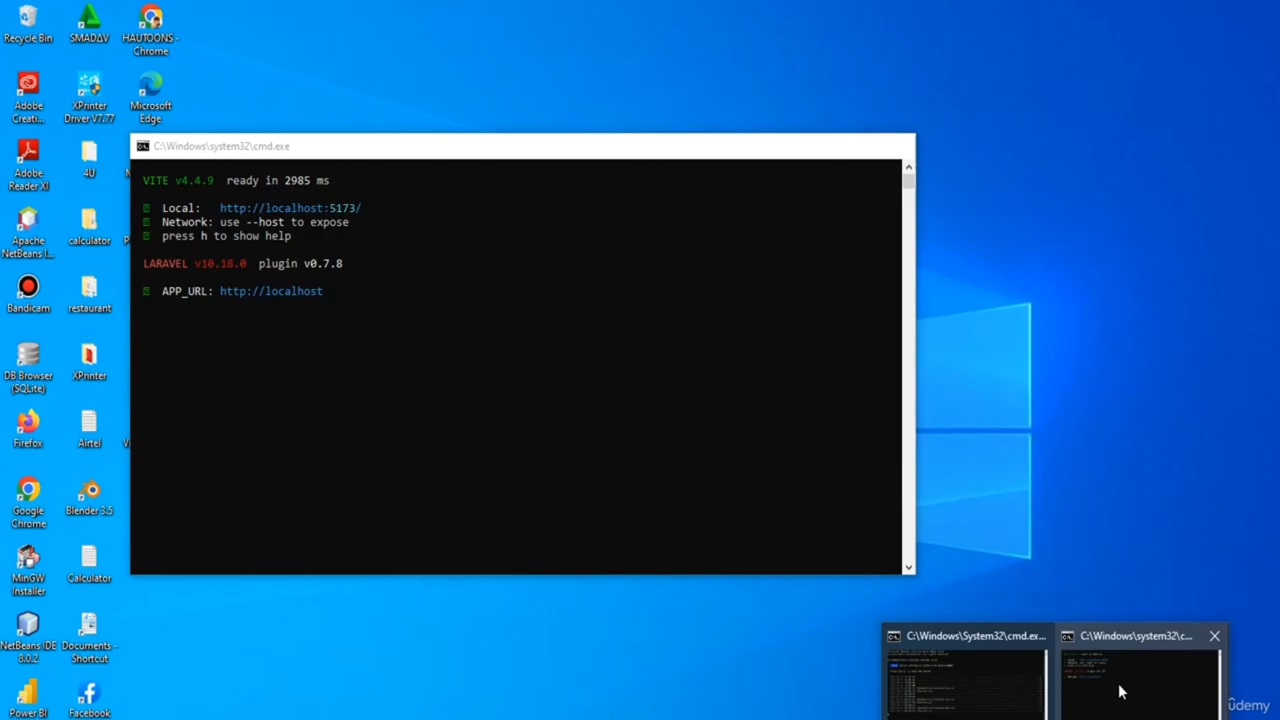 Recycle Bin
SMADAV
HAUTOONS -
Chrome
Adobe
Creati...
XPrinter
Driver V7.77
Microsoft
Edge
Adobe
Reader XI
4U
Apache
NetBeans I...
calculator
Bandicam
restaurant
DB Browser
(SQLite)
XPrinter
Firefox
Airtel
Google
Chrome
Blender 3.5
MinGW
Installer
Calculator
NetBeans IDE
8.0.2
Documents -
Shortcut
Power BI
Facebook
C:\Windows\system32\cmd.exe
VITE v4.4.9 ready in 2985 ms
Local: http://localhost:5173/
Network: use --host to expose
press h to show help
LARAVEL v10.18.0 plugin v0.7.8
APP_URL: http://localhost
C:\Windows\System32\cmd.ex...
C:\Windows\system32\c...
ûdemy